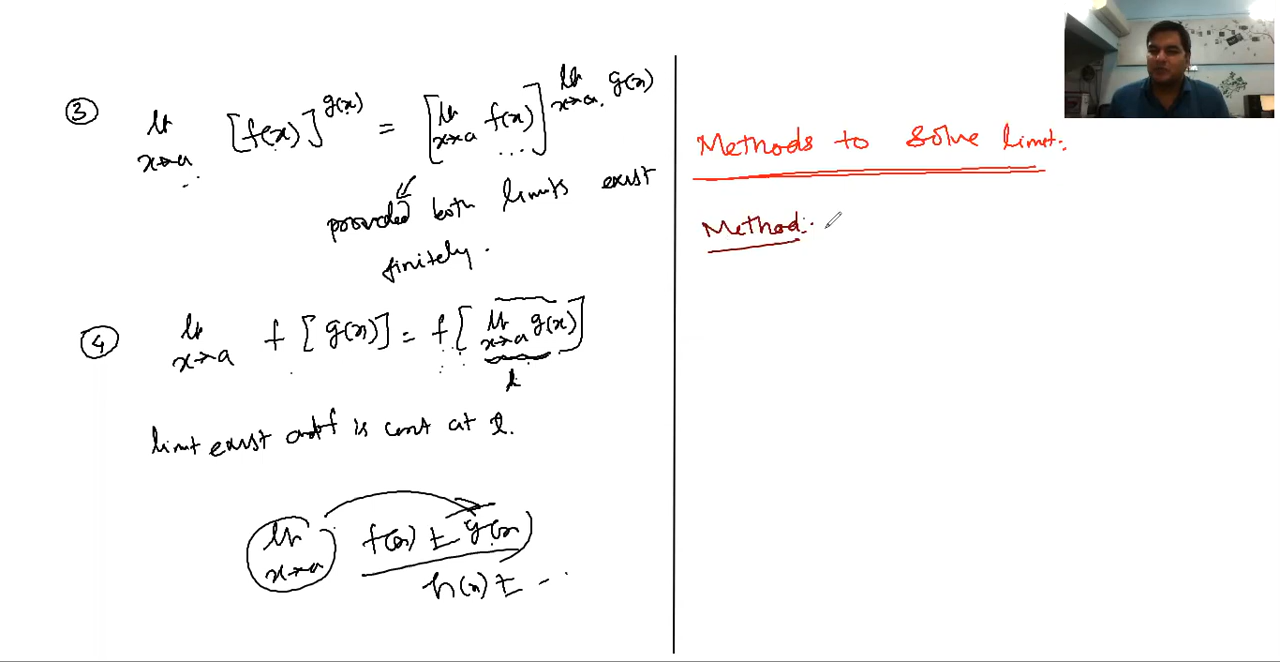 ③ lt x→a [f(x)]^g(x) = [lt x→a f(x)]^lt x→a g(x)
...
provided both limits exist
finitely.
④ lt x→a f[g(x)] = f[lt x→a g(x)]
l
limit exist and f is cont at l.
lt x→a f(x) ± g(x)
h(x) ± - ..
Methods to solve limit:
Method:.